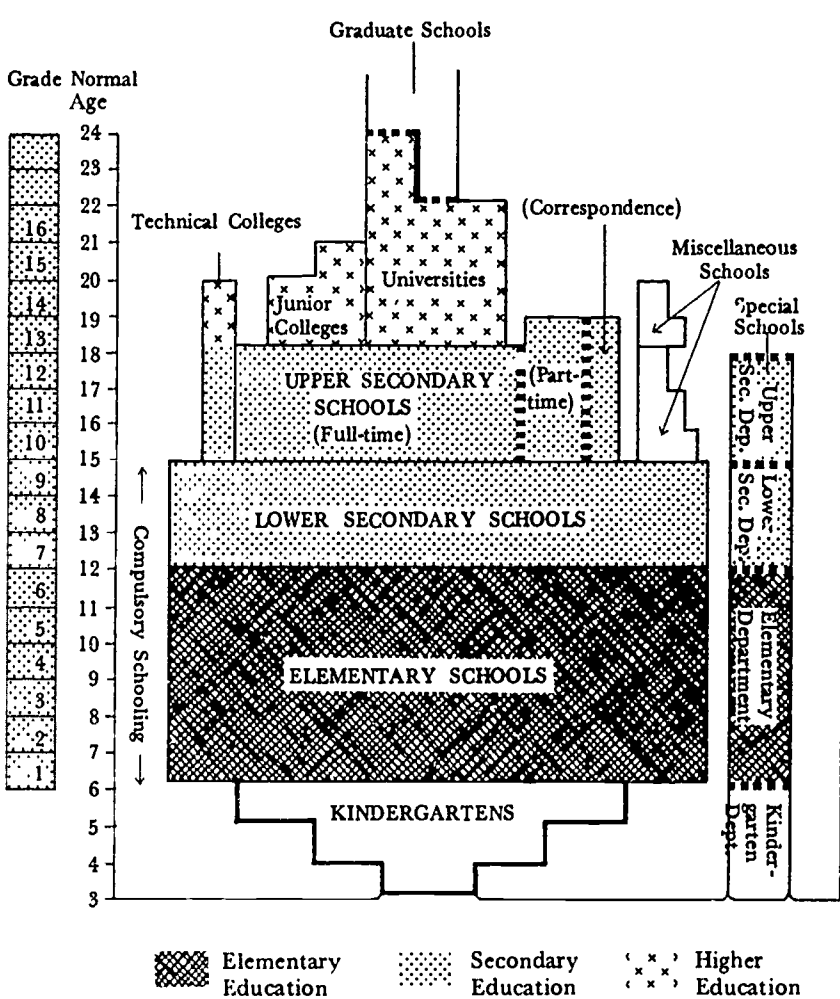 Graduate Schools
Grade Normal
Age
24
23
22
21
20
19
18
17
16
15
14
13
12
11
10
9
8
7
6
5
4
3
16
15
14
13
12
11
10
9
8
7
6
5
4
3
2
1
Technical Colleges
(Correspondence)
Miscellaneous
Schools
Special
Schools
Junior
Colleges
Universities
UPPER SECONDARY
SCHOOLS
(Full-time)
(Part-
time)
Upper
Sec. Dep.
← Compulsory Schooling →
LOWER SECONDARY SCHOOLS
Lower
Sec. Dep.
ELEMENTARY SCHOOLS
Elementary
Department
KINDERGARTENS
Kinder-
garten
Dept.
Elementary
Education
Secondary
Education
Higher
Education